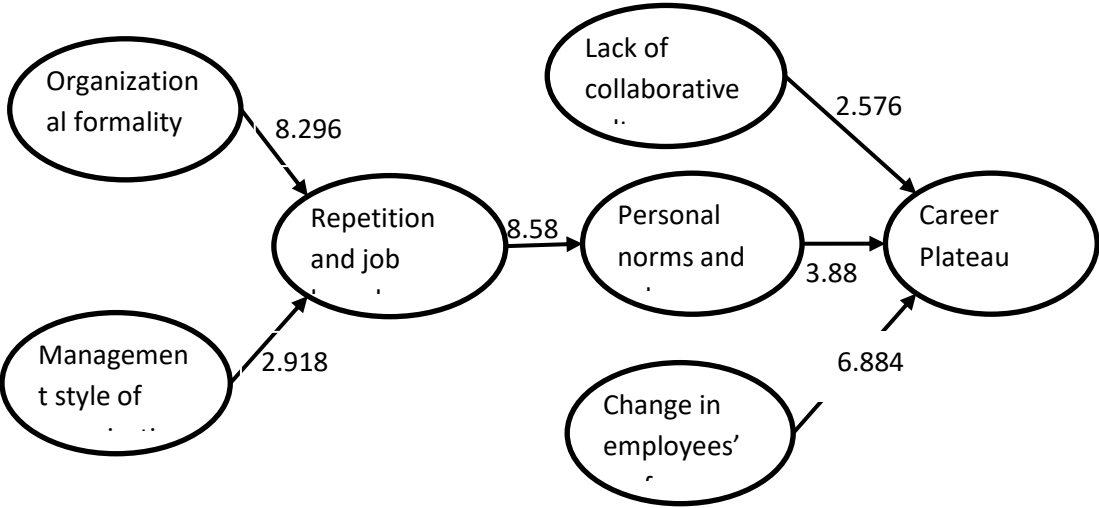 Organization
al formality
8.296
Managemen
t style of
2.918
Repetition
and job
8.58
Lack of
collaborative
2.576
Personal
norms and
3.88
Change in
employees’
6.884
Career
Plateau